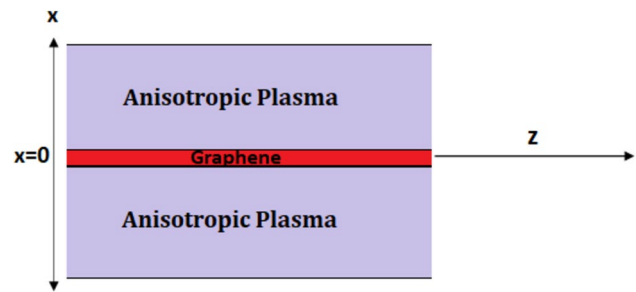 x
Anisotropic Plasma
z
x=0
Graphene
Anisotropic Plasma